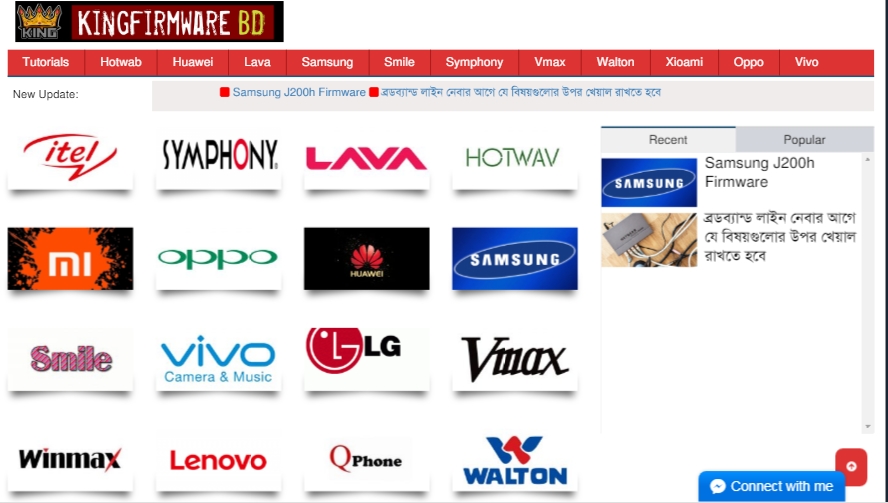 KING
KINGFIRMWARE BD
Tutorials Hotwab Huawei Lava Samsung Smile Symphony Vmax Walton Xioami Oppo Vivo
New Update: Samsung J200h Firmware ব্রডব্যান্ড লাইন নেবার আগে যে বিষয়গুলোর উপর খেয়াল রাখতে হবে
itel SYMPHONY LAVA HOTWAV
mi oppo HUAWEI SAMSUNG
Smile vivo LG Vmax
Camera & Music
Winmax Lenovo QPhone WALTON
Recent Popular
SAMSUNG
Samsung J200h
Firmware
ব্রডব্যান্ড লাইন নেবার আগে
যে বিষয়গুলোর উপর খেয়াল
রাখতে হবে
Connect with me